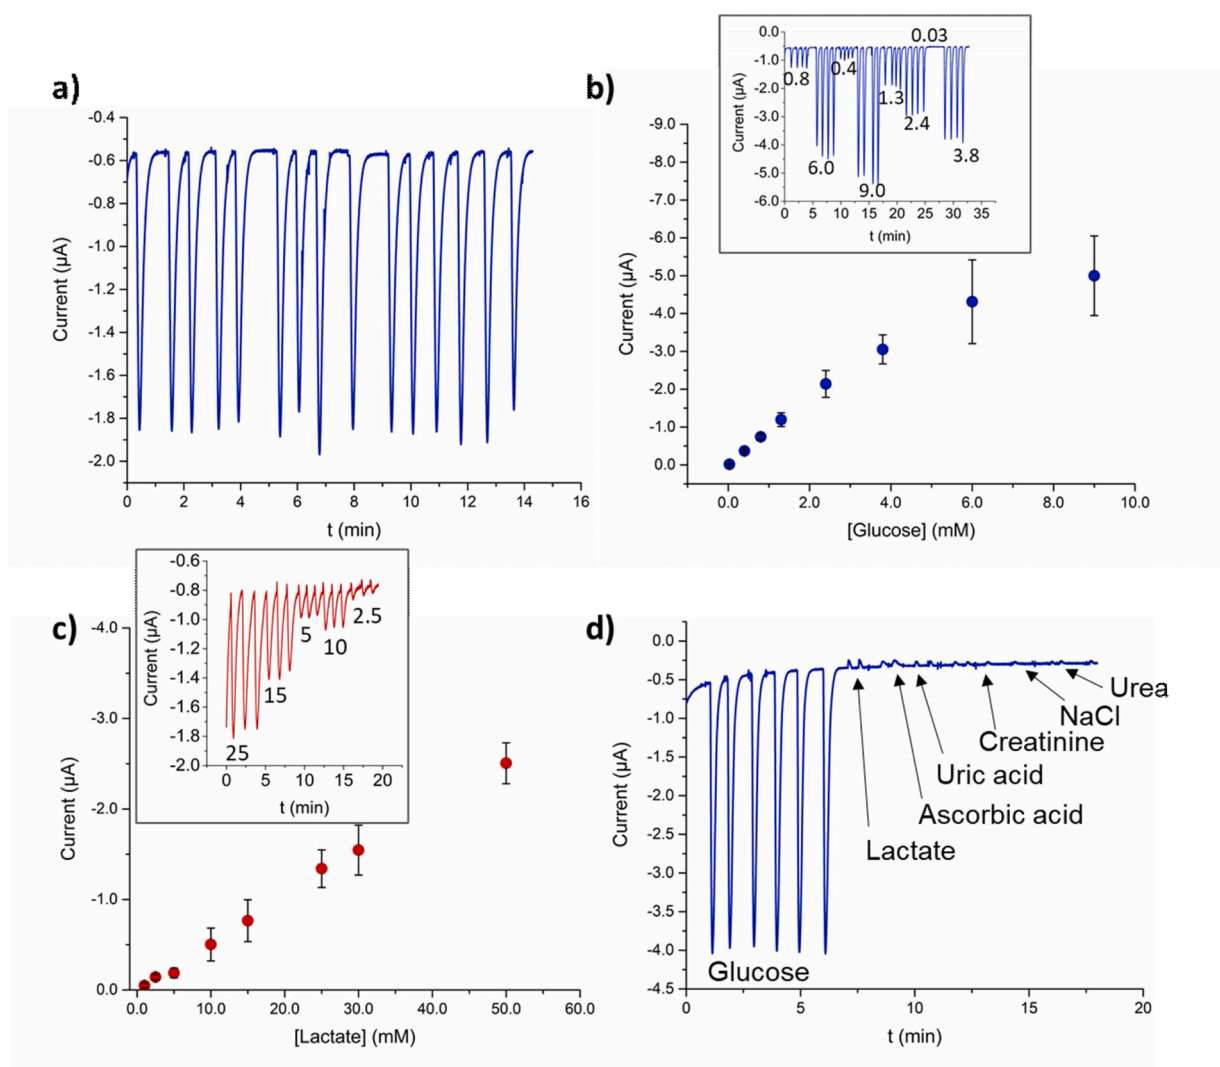 a)
-0.4
-0.6
-0.8
-1.0
-1.2
-1.4
-1.6
-1.8
-2.0
Current (µA)
0 2 4 6 8 10 12 14 16
t (min)
b)
0.0
-1.0
-2.0
-3.0
-4.0
-5.0
-6.0
Current (µA)
0.03
0.8
0.4
1.3
2.4
6.0
3.8
9.0
0 5 10 15 20 25 30 35
t (min)
-9.0
-8.0
-7.0
-6.0
-5.0
-4.0
-3.0
-2.0
-1.0
0.0
Current (µA)
0.0 2.0 4.0 6.0 8.0 10.0
[Glucose] (mM)
c)
-0.6
-0.8
-1.0
-1.2
-1.4
-1.6
-1.8
-2.0
Current (µA)
2.5
5
10
15
25
0 5 10 15 20
t (min)
-4.0
-3.0
-2.0
-1.0
0.0
Current (µA)
0.0 10.0 20.0 30.0 40.0 50.0 60.0
[Lactate] (mM)
d)
0.0
-0.5
-1.0
-1.5
-2.0
-2.5
-3.0
-3.5
-4.0
-4.5
Current (µA)
Urea
NaCl
Creatinine
Uric acid
Ascorbic acid
Lactate
Glucose
0 5 10 15 20
t (min)